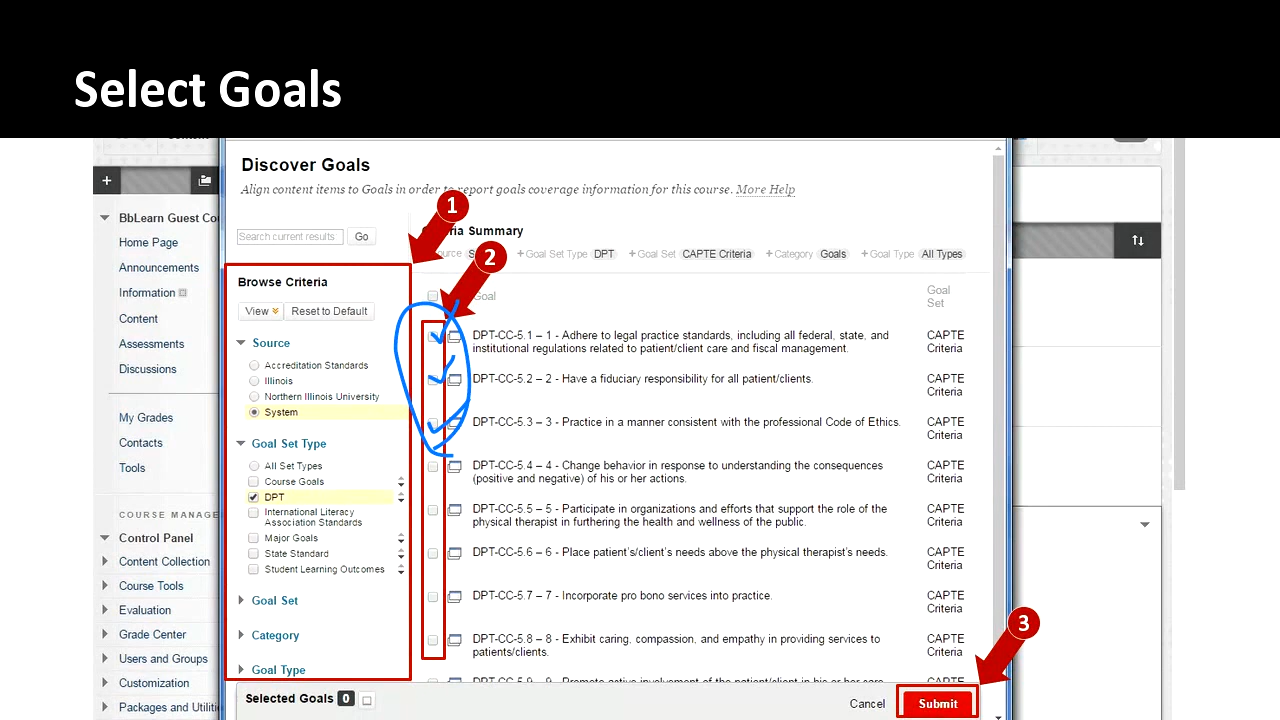 Select Goals
Discover Goals
Align content items to Goals in order to report goals coverage information for this course. More Help
1
Search current results
Go
Criteria Summary
2
+ Goal Set Type DPT + Goal Set CAPTE Criteria + Category Goals + Goal Type All Types
Browse Criteria
View
Reset to Default
Source
Accreditation Standards
Illinois
Northern Illinois University
System
Goal Set Type
All Set Types
Course Goals
DPT
International Literacy
Association Standards
Major Goals
State Standard
Student Learning Outcomes
Goal Set
Category
Goal Type
Goal
Goal
Set
DPT-CC-5.1 – 1 - Adhere to legal practice standards, including all federal, state, and
institutional regulations related to patient/client care and fiscal management.
CAPTE
Criteria
DPT-CC-5.2 – 2 - Have a fiduciary responsibility for all patient/clients.
CAPTE
Criteria
DPT-CC-5.3 – 3 - Practice in a manner consistent with the professional Code of Ethics.
CAPTE
Criteria
DPT-CC-5.4 – 4 - Change behavior in response to understanding the consequences
(positive and negative) of his or her actions.
CAPTE
Criteria
DPT-CC-5.5 – 5 - Participate in organizations and efforts that support the role of the
physical therapist in furthering the health and wellness of the public.
CAPTE
Criteria
DPT-CC-5.6 – 6 - Place patient's/client's needs above the physical therapist's needs.
CAPTE
Criteria
DPT-CC-5.7 – 7 - Incorporate pro bono services into practice.
CAPTE
Criteria
DPT-CC-5.8 – 8 - Exhibit caring, compassion, and empathy in providing services to
patients/clients.
CAPTE
Criteria
3
Selected Goals 0
Cancel
Submit
BbLearn Guest Co
Home Page
Announcements
Information
Content
Assessments
Discussions
My Grades
Contacts
Tools
COURSE MANAGE
Control Panel
Content Collection
Course Tools
Evaluation
Grade Center
Users and Groups
Customization
Packages and Utiliti